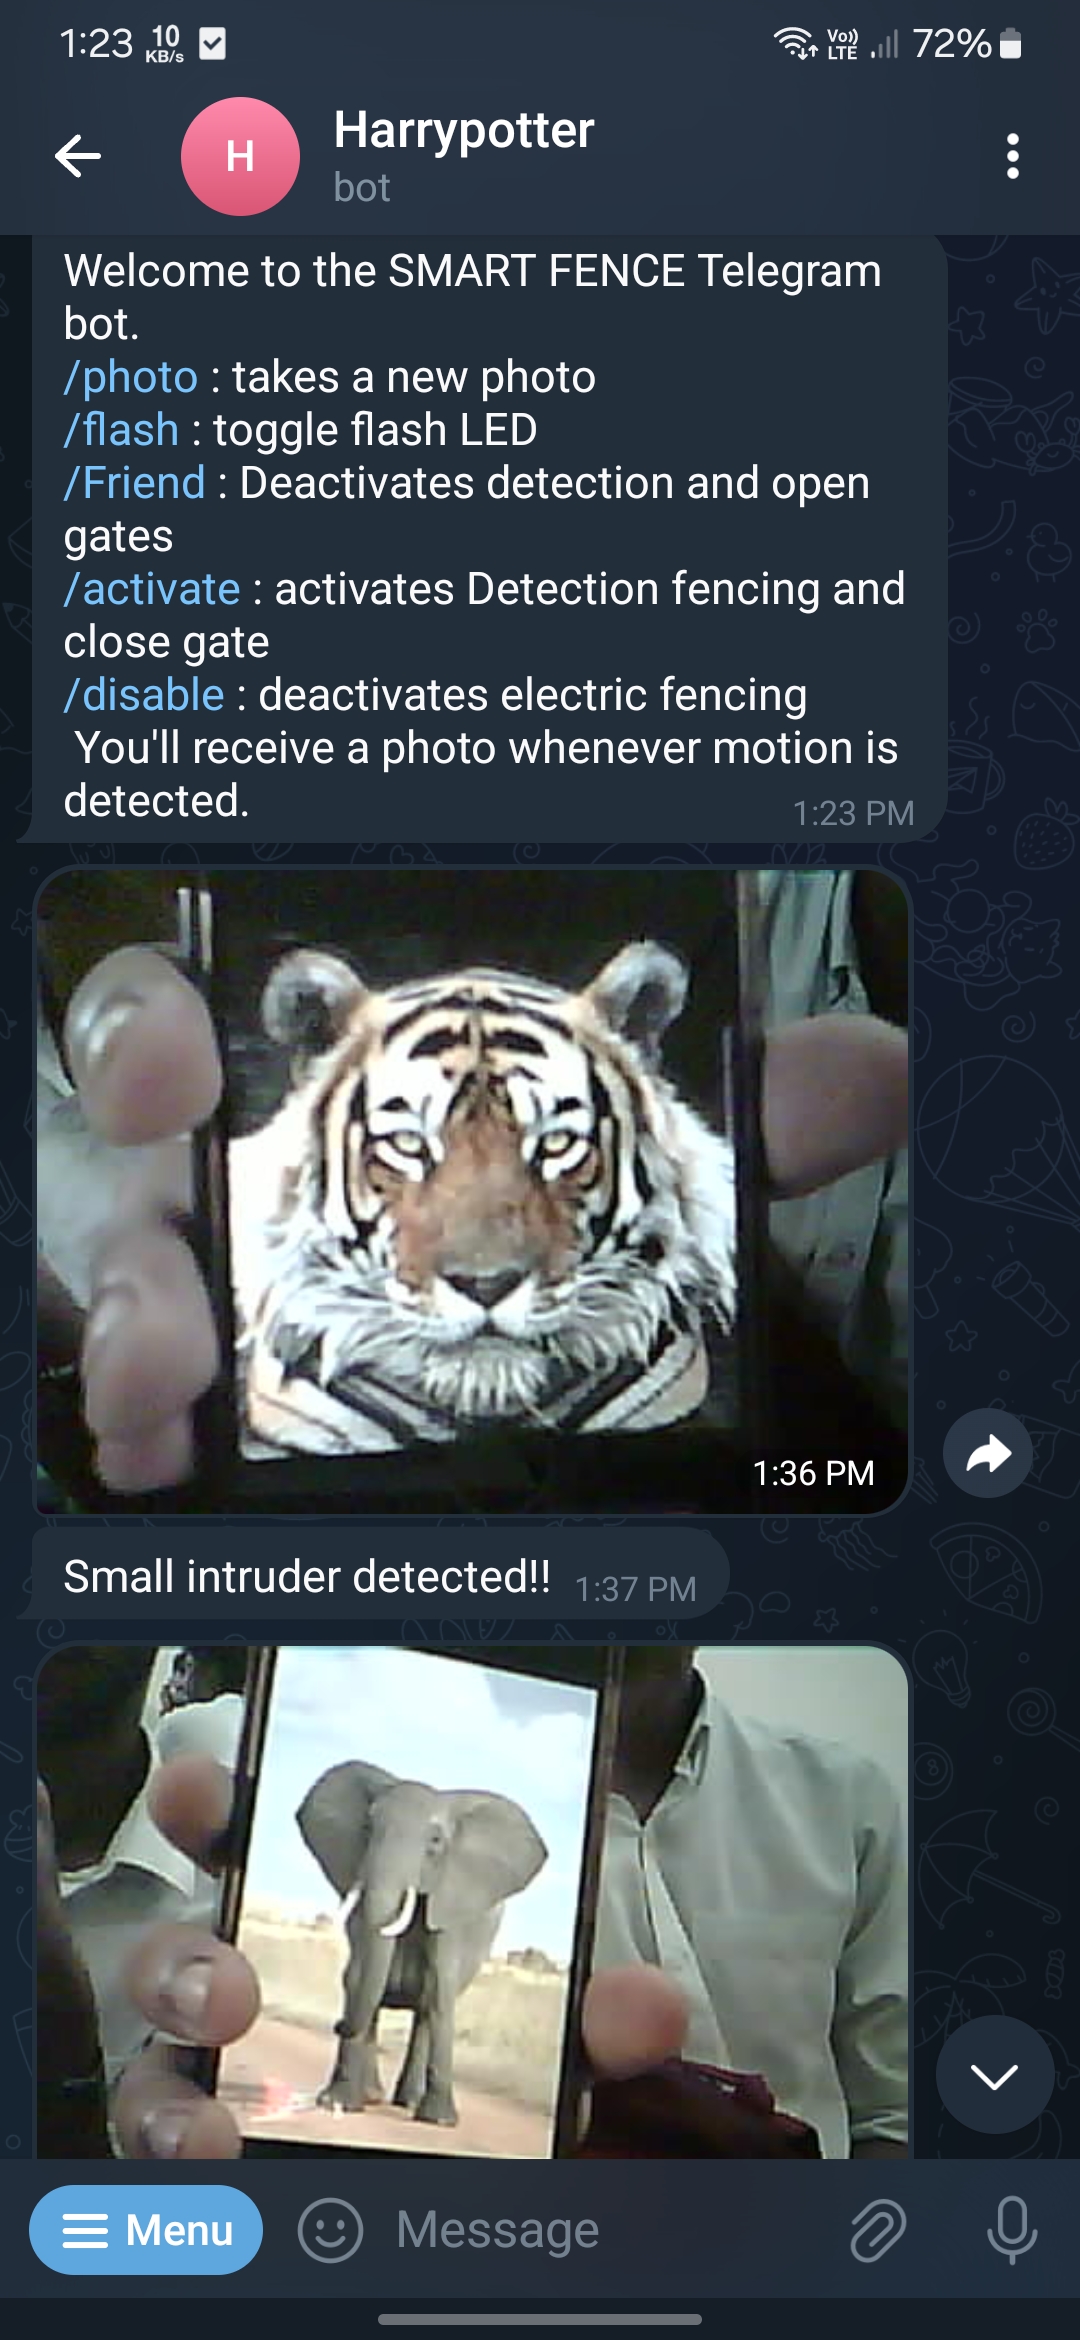 1:23 10 KB/s Vo)) LTE 72%
H
Harrypotter
bot
Welcome to the SMART FENCE Telegram
bot.
/photo : takes a new photo
/flash : toggle flash LED
/Friend : Deactivates detection and open
gates
/activate : activates Detection fencing and
close gate
/disable : deactivates electric fencing
You'll receive a photo whenever motion is
detected.
1:23 PM
1:36 PM
Small intruder detected!! 1:37 PM
Menu Message